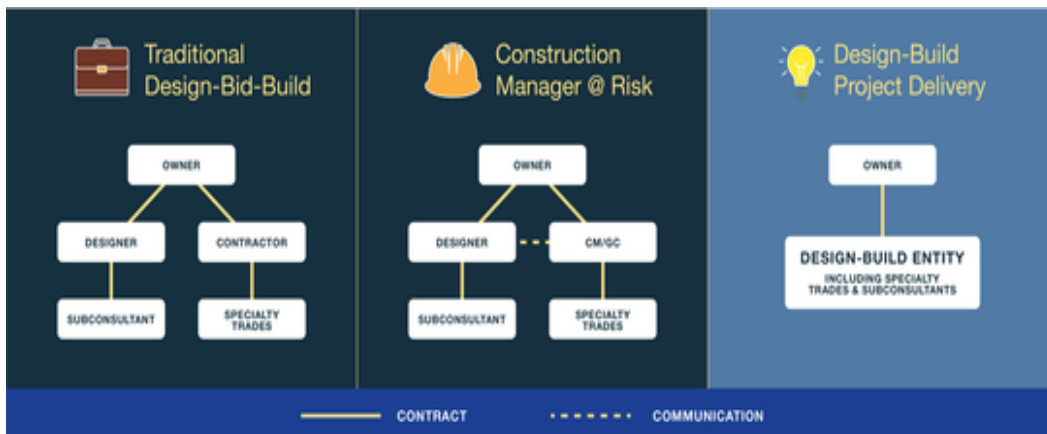 Traditional
Design-Bid-Build
OWNER
DESIGNER
CONTRACTOR
SUBCONSULTANT
SPECIALTY
TRADES
Construction
Manager @ Risk
OWNER
DESIGNER
CM/GC
SUBCONSULTANT
SPECIALTY
TRADES
Design-Build
Project Delivery
OWNER
DESIGN-BUILD ENTITY
INCLUDING SPECIALTY
TRADES & SUBCONSULTANTS
CONTRACT
COMMUNICATION